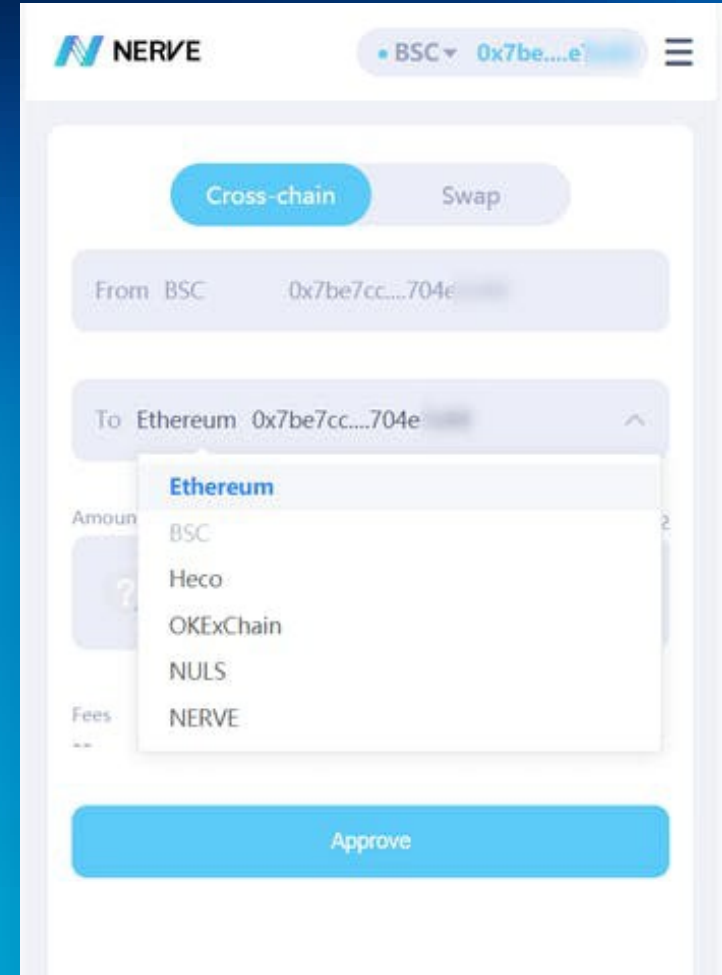 NERVE
BSC 0x7be....e
Cross-chain Swap
From BSC 0x7be7cc....704e
To Ethereum 0x7be7cc....704e
Ethereum
Amoun 2
BSC
Heco
?
OKExChain
NULS
Fees
NERVE
--
Approve